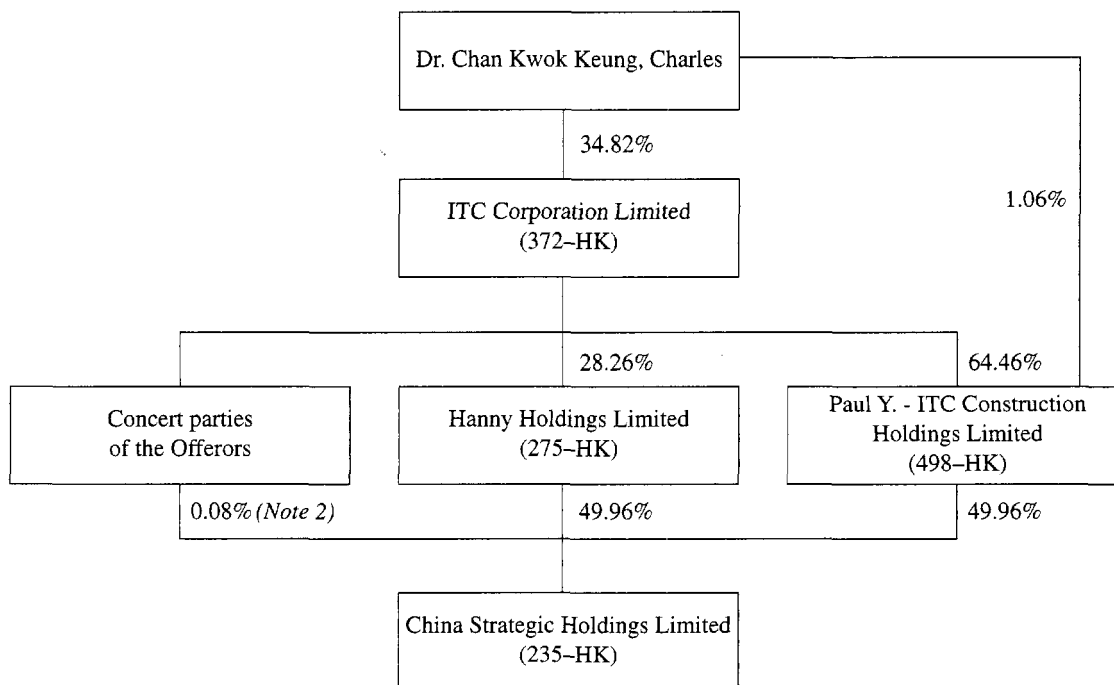 Dr. Chan Kwok Keung, Charles
34.82%
1.06%
ITC Corporation Limited
(372–HK)
28.26%
64.46%
Concert parties
of the Offerors
Hanny Holdings Limited
(275–HK)
Paul Y. - ITC Construction
Holdings Limited
(498–HK)
0.08% (Note 2)
49.96%
49.96%
China Strategic Holdings Limited
(235–HK)